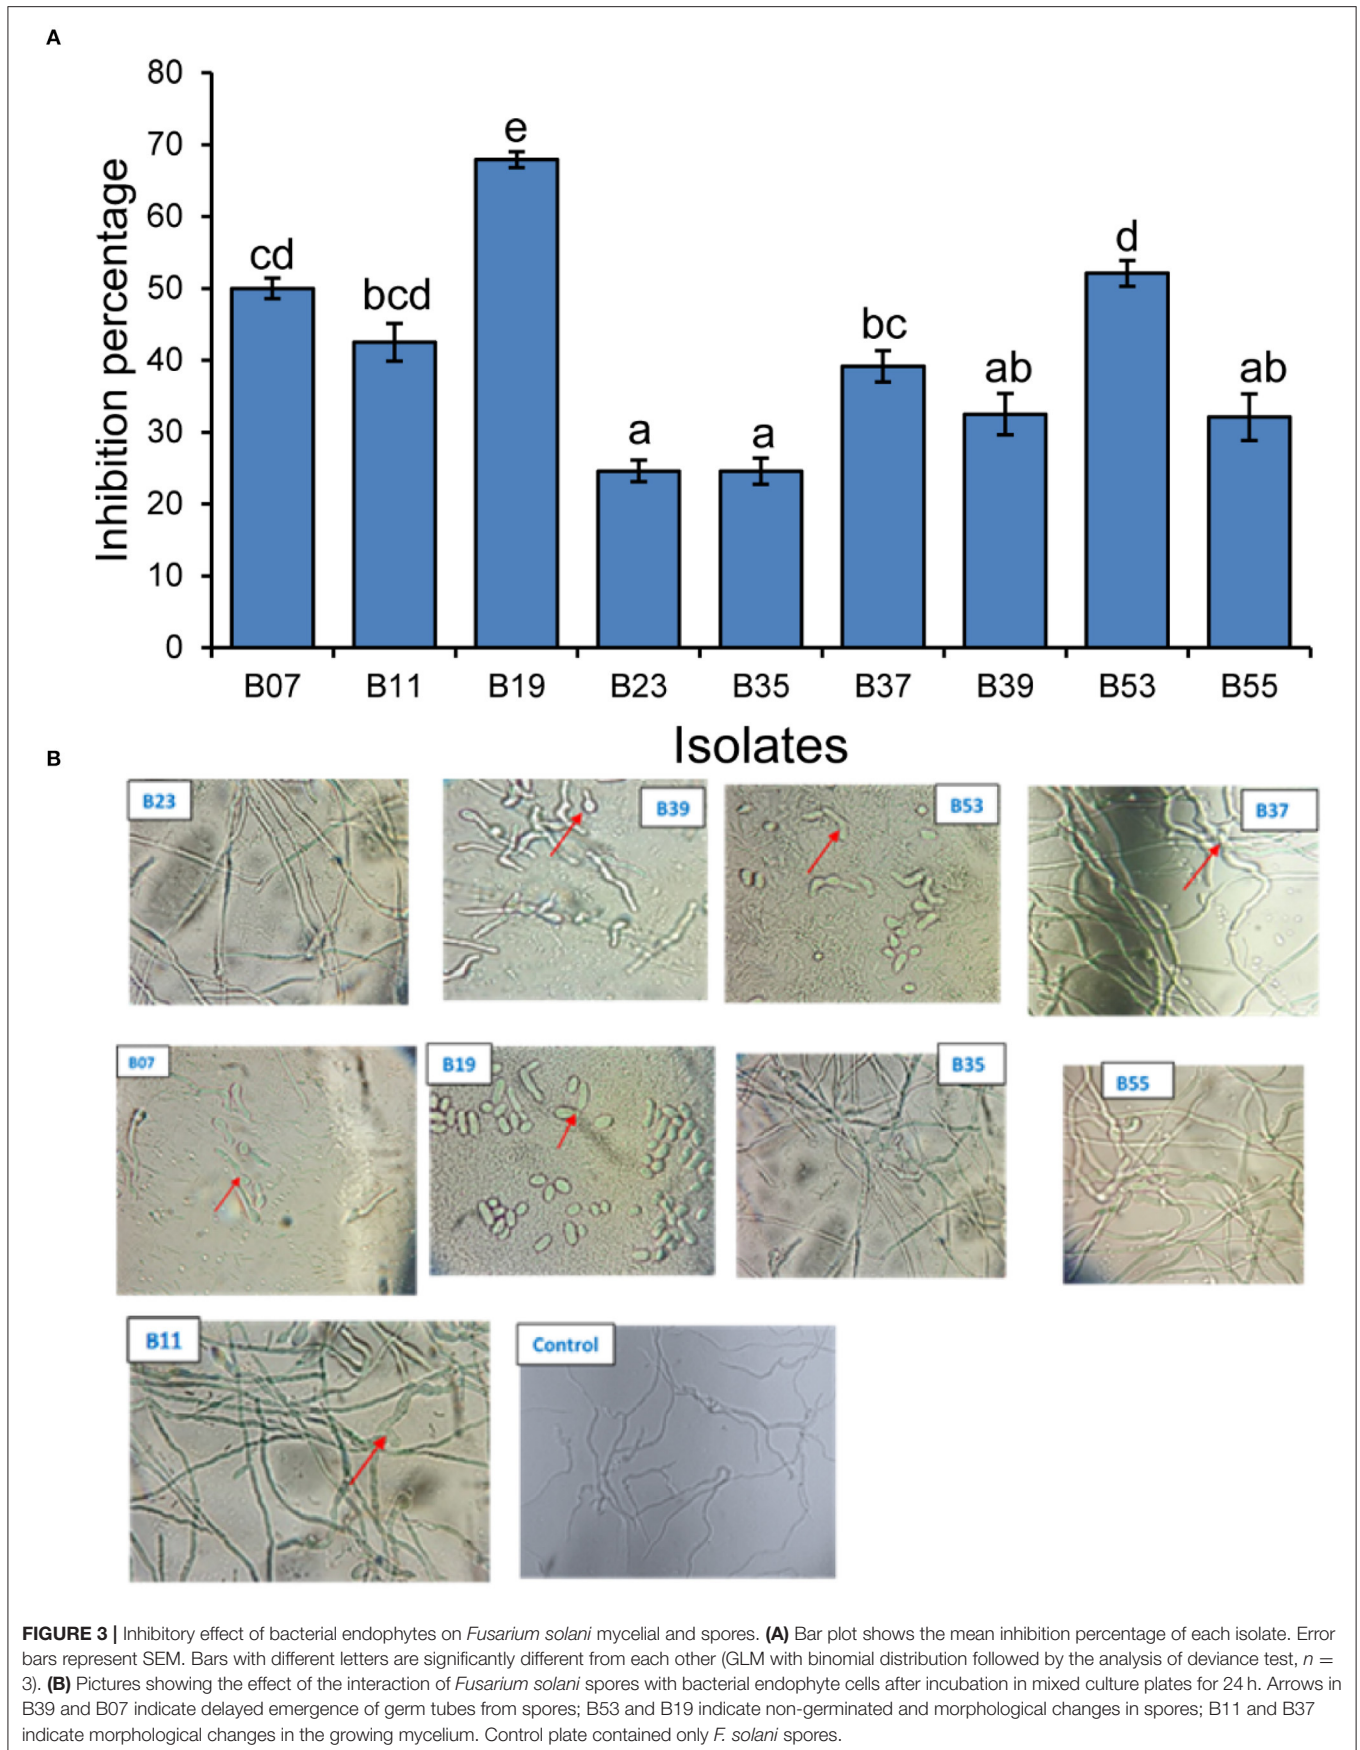 A
80
70
60
50
40
30
20
10
0
Inhibition percentage
cd
bcd
e
a
a
bc
ab
d
ab
B07 B11 B19 B23 B35 B37 B39 B53 B55
Isolates
B
B23
B39
B53
B37
B07
B19
B35
B55
B11
Control
FIGURE 3 | Inhibitory effect of bacterial endophytes on Fusarium solani mycelial and spores. (A) Bar plot shows the mean inhibition percentage of each isolate. Error
bars represent SEM. Bars with different letters are significantly different from each other (GLM with binomial distribution followed by the analysis of deviance test, n =
3). (B) Pictures showing the effect of the interaction of Fusarium solani spores with bacterial endophyte cells after incubation in mixed culture plates for 24 h. Arrows in
B39 and B07 indicate delayed emergence of germ tubes from spores; B53 and B19 indicate non-germinated and morphological changes in spores; B11 and B37
indicate morphological changes in the growing mycelium. Control plate contained only F. solani spores.